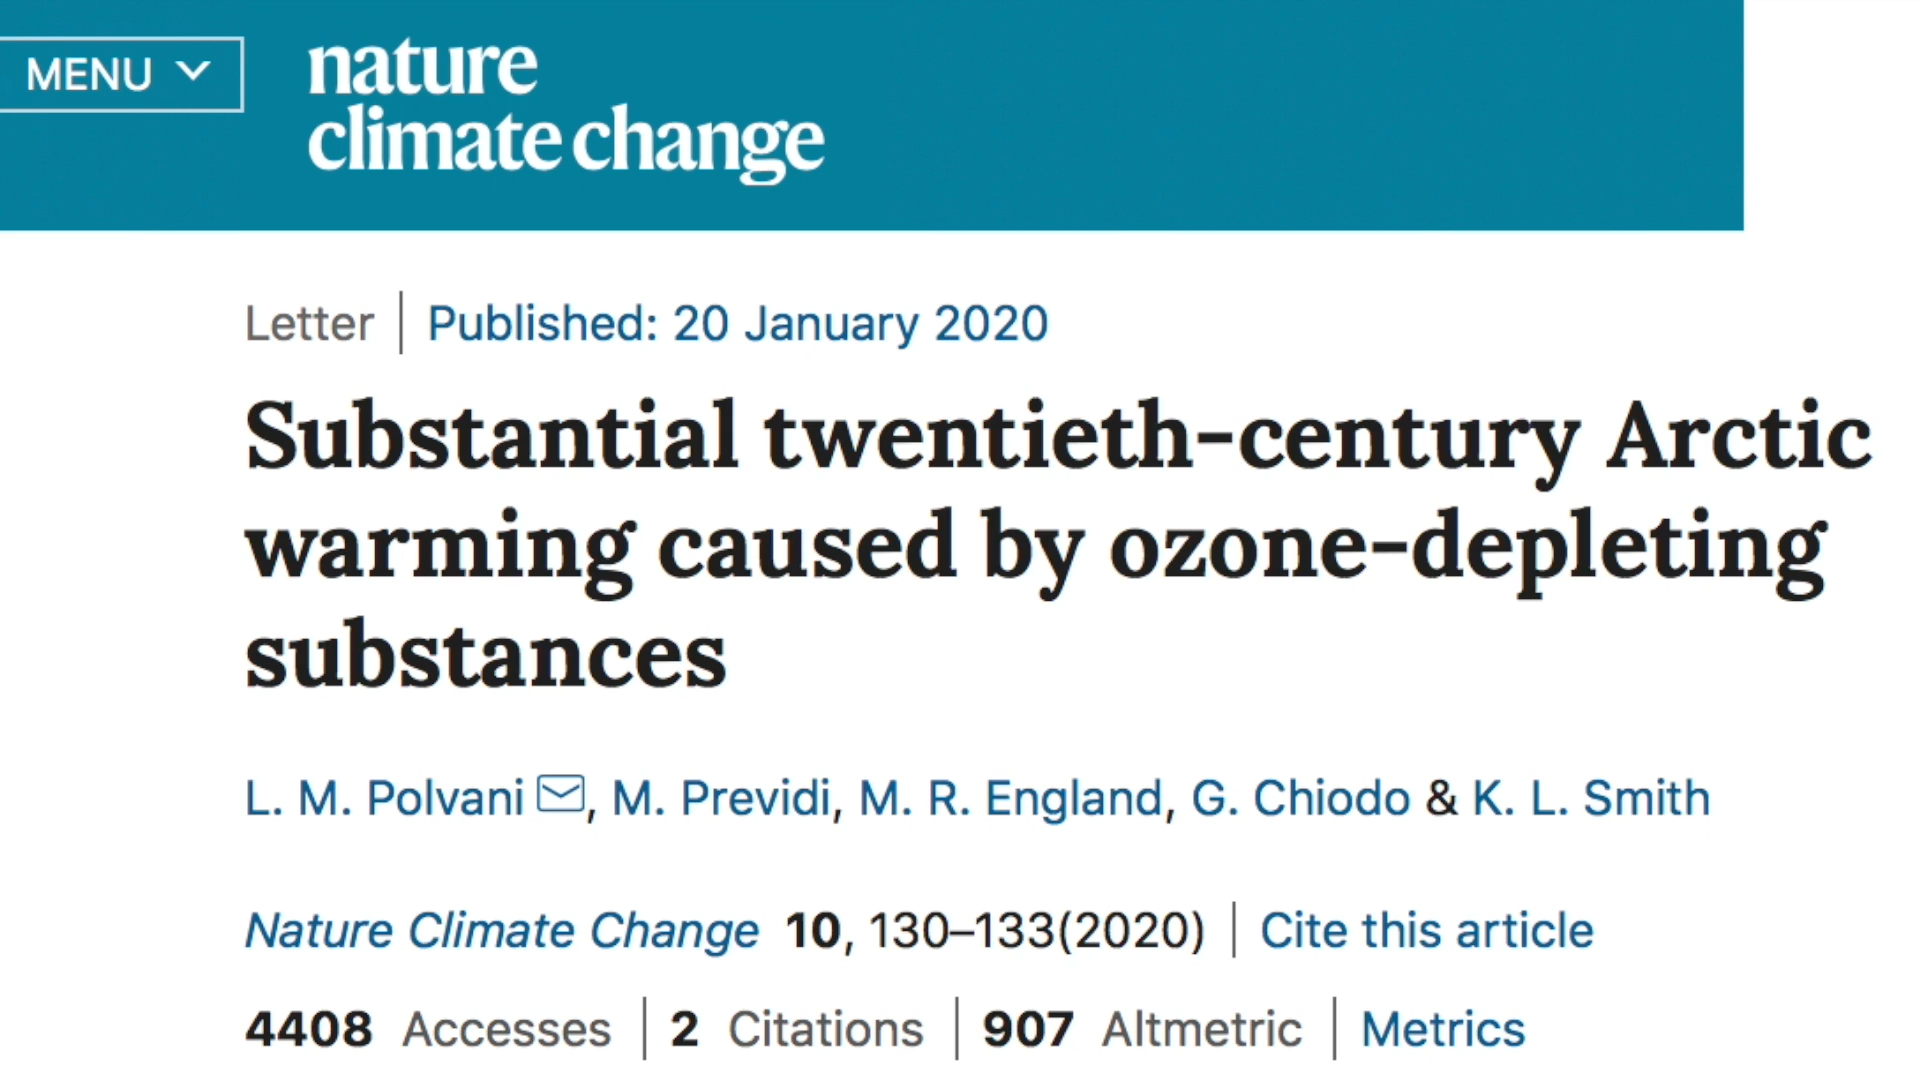 MENU
nature
climate change
Letter | Published: 20 January 2020
Substantial twentieth-century Arctic
warming caused by ozone-depleting
substances
L. M. Polvani, M. Previdi, M. R. England, G. Chiodo & K. L. Smith
Nature Climate Change 10, 130–133(2020) | Cite this article
4408 Accesses | 2 Citations | 907 Altmetric | Metrics